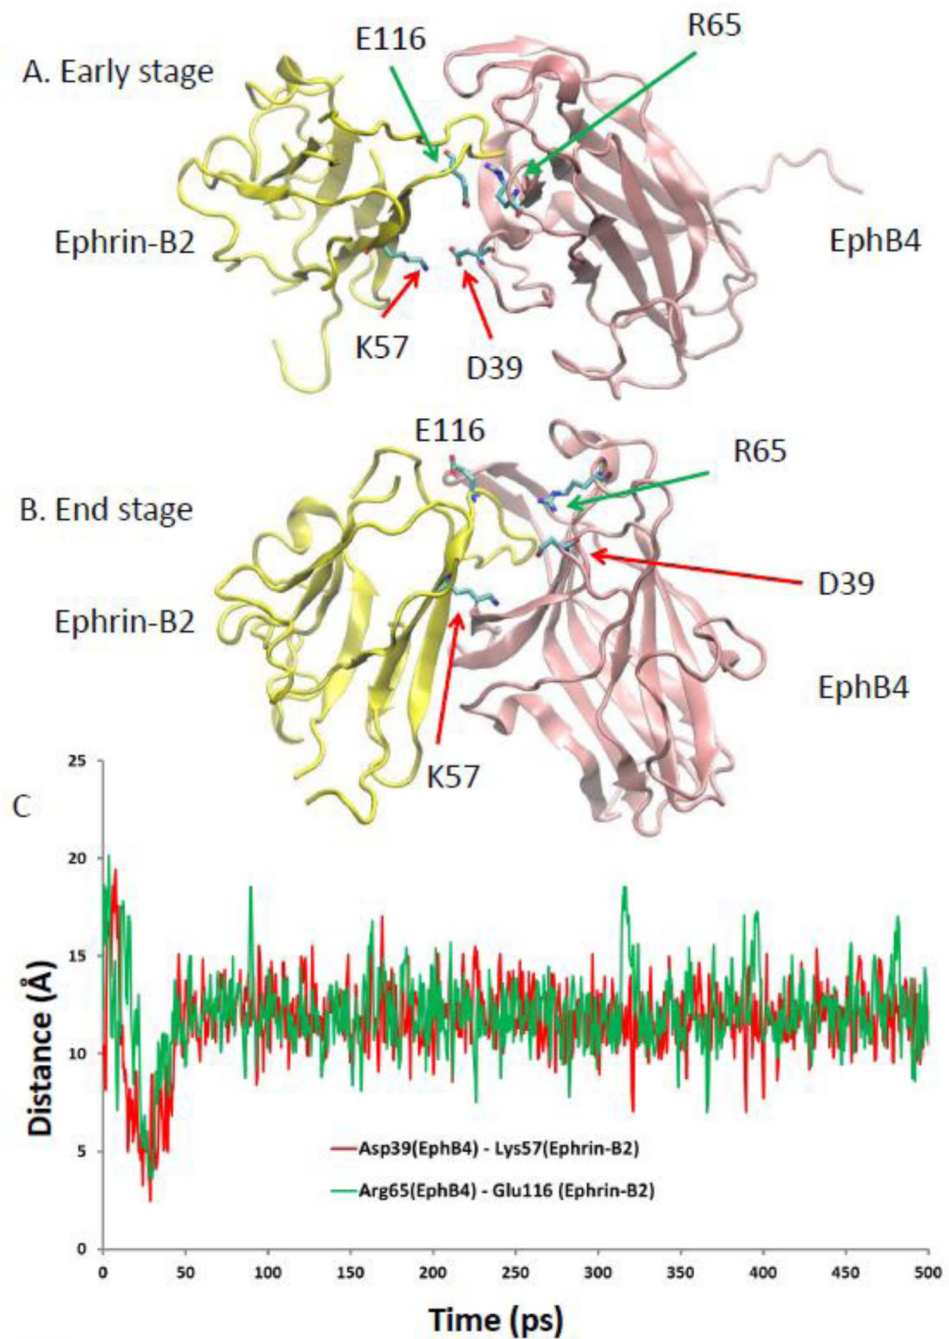 R65
E116
A. Early stage
Ephrin-B2
EphB4
K57
D39
E116
R65
B. End stage
D39
Ephrin-B2
EphB4
K57
C
25
20
15
10
5
0
Distance (Å)
Asp39(EphB4) - Lys57(Ephrin-B2)
Arg65(EphB4) - Glu116 (Ephrin-B2)
0 50 100 150 200 250 300 350 400 450 500
Time (ps)